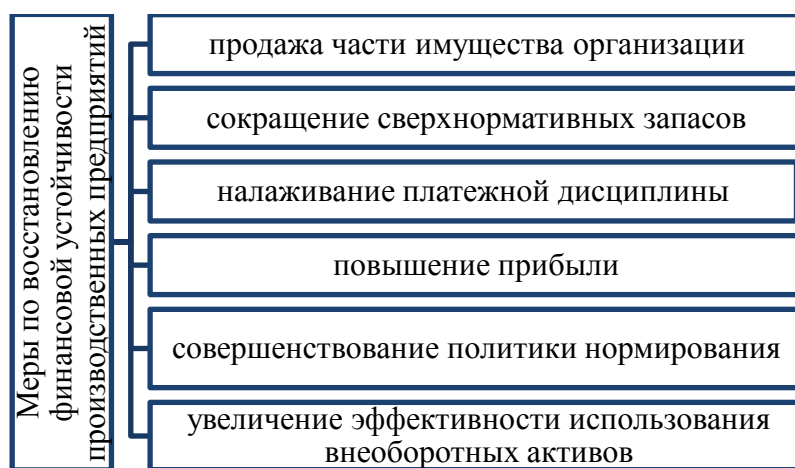 Меры по восстановлению
финансовой устойчивости
производственных предприятий
продажа части имущества организации
сокращение сверхнормативных запасов
налаживание платежной дисциплины
повышение прибыли
совершенствование политики нормирования
увеличение эффективности использования
внеоборотных активов